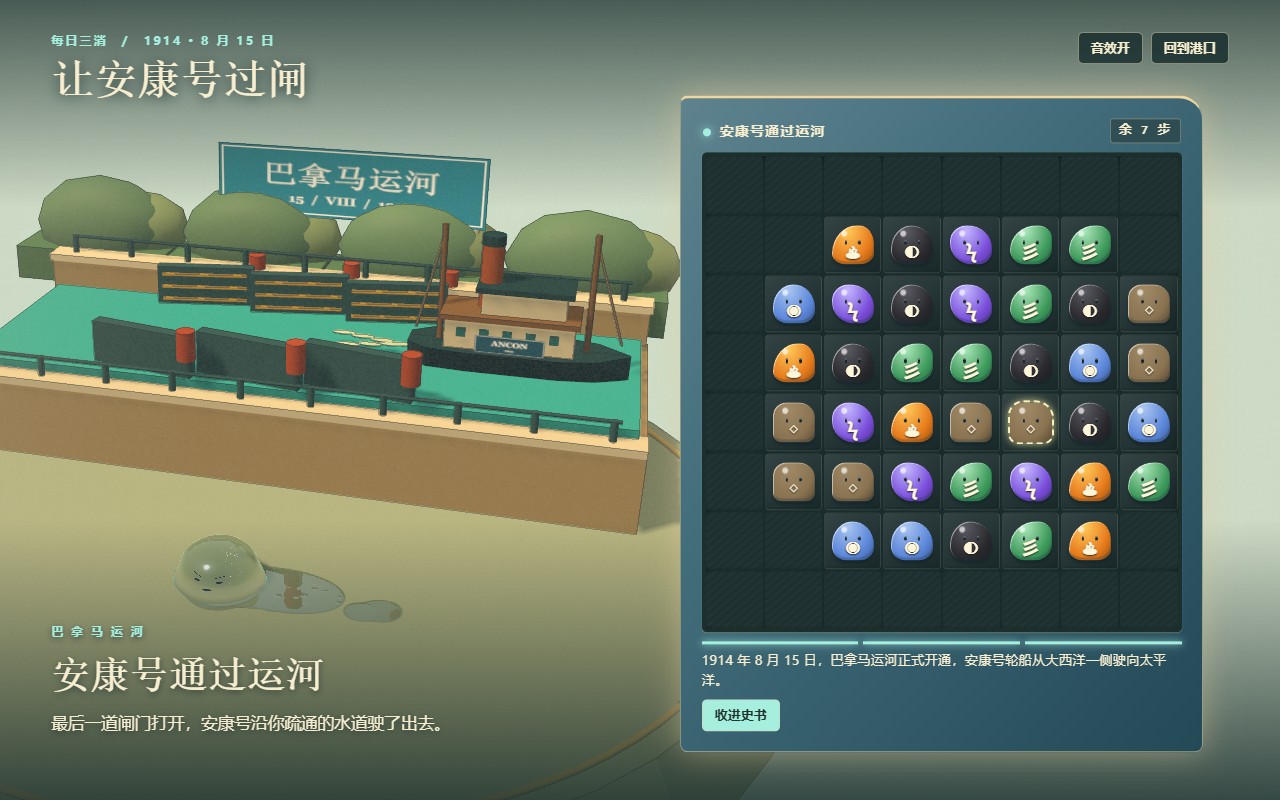 每日三消 / 1914・8 月 15 日
让安康号过闸
音效开
回到港口
安康号通过运河
余 7 步
巴拿马运河
15 / VIII /
ANCON
1914 年 8 月 15 日，巴拿马运河正式开通，安康号轮船从大西洋一侧驶向太平
洋。
收进史书
巴拿马运河
安康号通过运河
最后一道闸门打开，安康号沿你疏通的水道驶了出去。